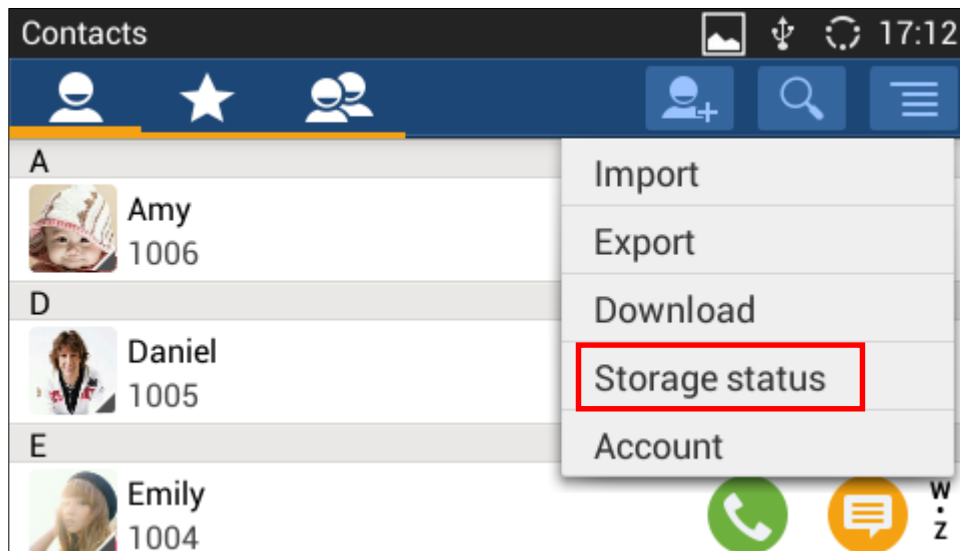 Contacts 17:12
A
Amy
1006
D
Daniel
1005
E
Emily
1004
Import
Export
Download
Storage status
Account
W
Z